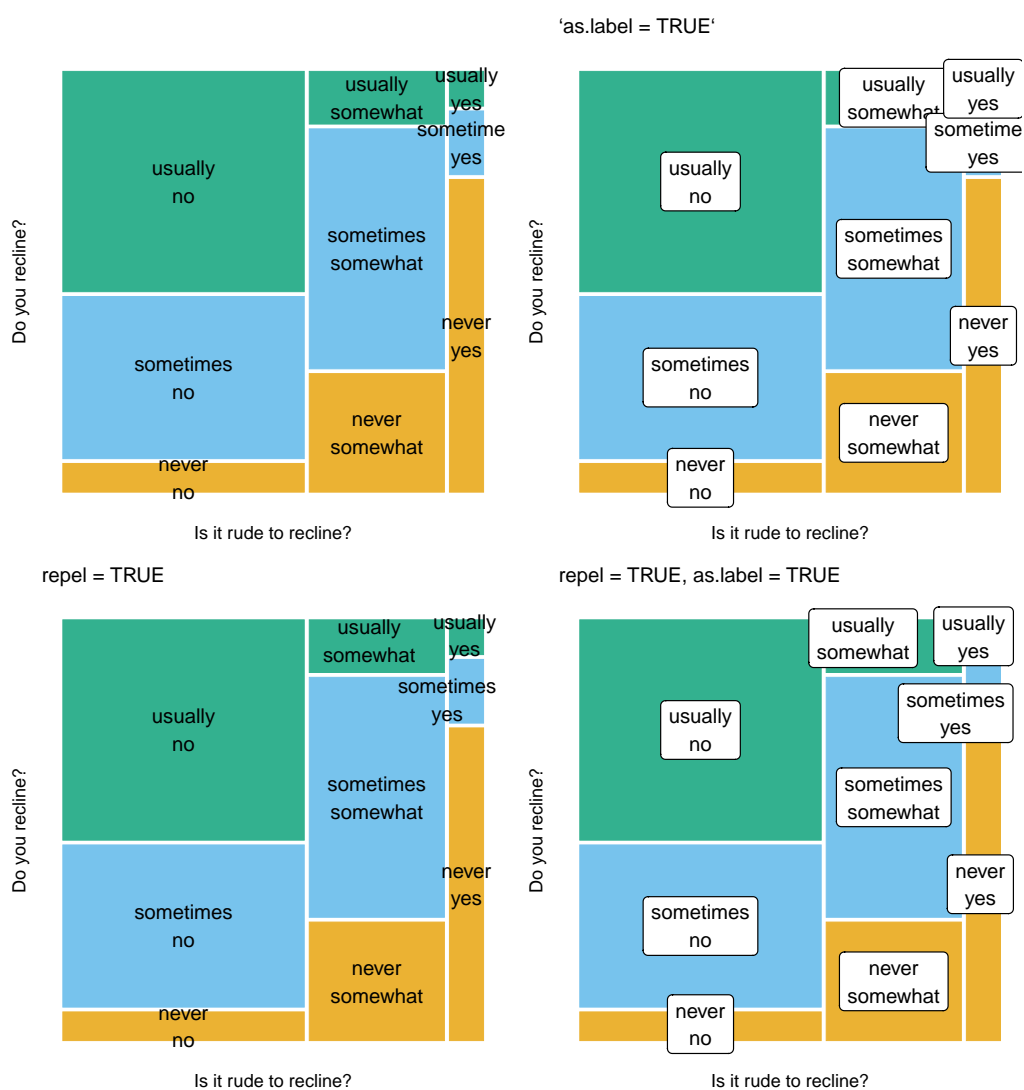 ‘as.label = TRUE‘
usually
somewhat
usually
yes
sometime
yes
usually
no
sometimes
somewhat
never
yes
sometimes
no
never
somewhat
never
no
Do you recline?
Is it rude to recline?
usually
somewhat
usually
yes
sometime
yes
usually
no
sometimes
somewhat
never
yes
sometimes
no
never
somewhat
never
no
Do you recline?
Is it rude to recline?
repel = TRUE
usually
somewhat
usually
yes
sometimes
yes
usually
no
sometimes
somewhat
never
yes
sometimes
no
never
somewhat
never
no
Do you recline?
Is it rude to recline?
repel = TRUE, as.label = TRUE
usually
somewhat
usually
yes
sometimes
yes
usually
no
sometimes
somewhat
never
yes
sometimes
no
never
somewhat
never
no
Do you recline?
Is it rude to recline?